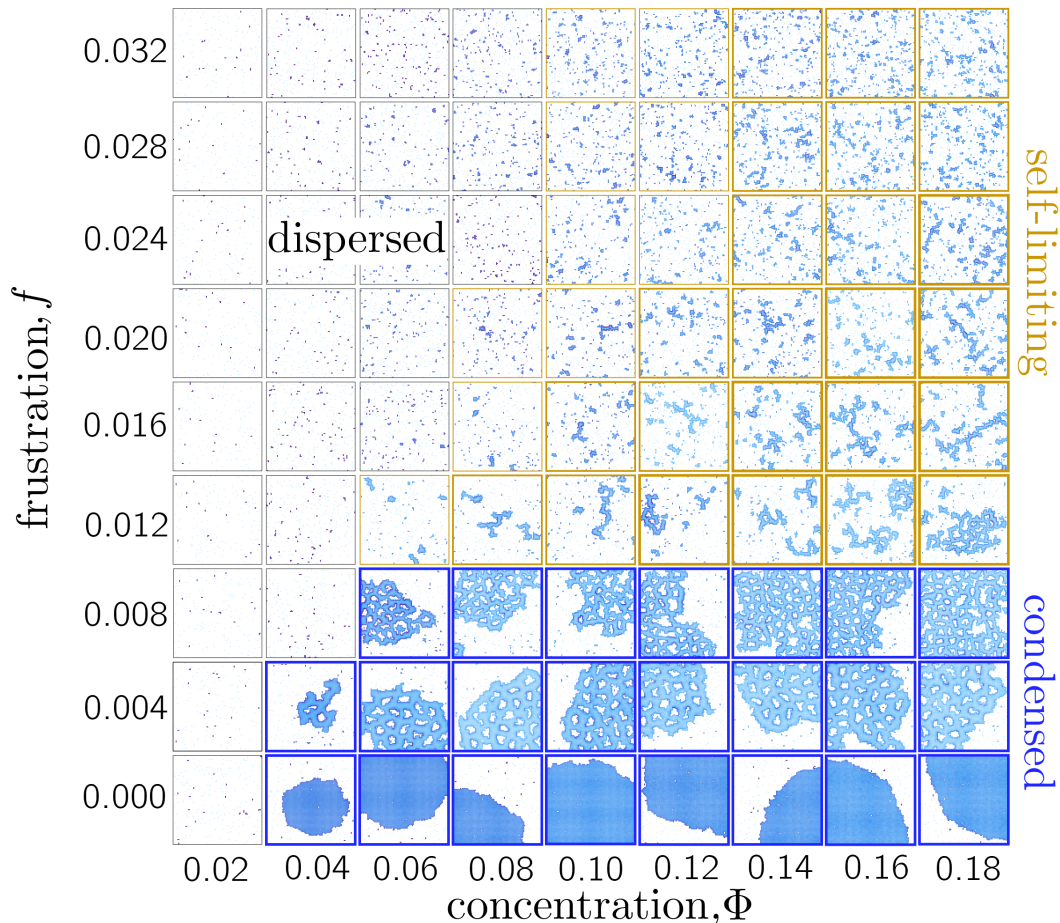 0.032
0.028
0.024
0.020
0.016
0.012
0.008
0.004
0.000
frustration, f
dispersed
self-limiting
condensed
0.02 0.04 0.06 0.08 0.10 0.12 0.14 0.16 0.18
concentration,Φ